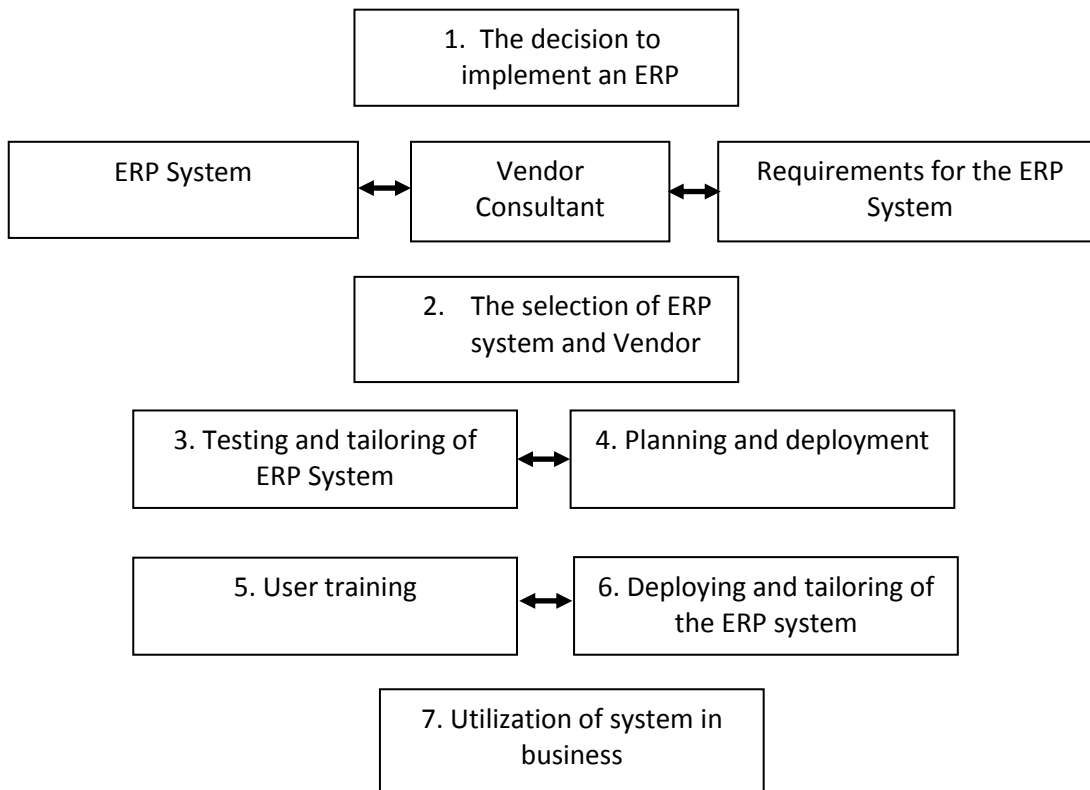 1. The decision to
implement an ERP
ERP System
Vendor
Consultant
Requirements for the ERP
System
2. The selection of ERP
system and Vendor
3. Testing and tailoring of
ERP System
4. Planning and deployment
5. User training
6. Deploying and tailoring of
the ERP system
7. Utilization of system in
business